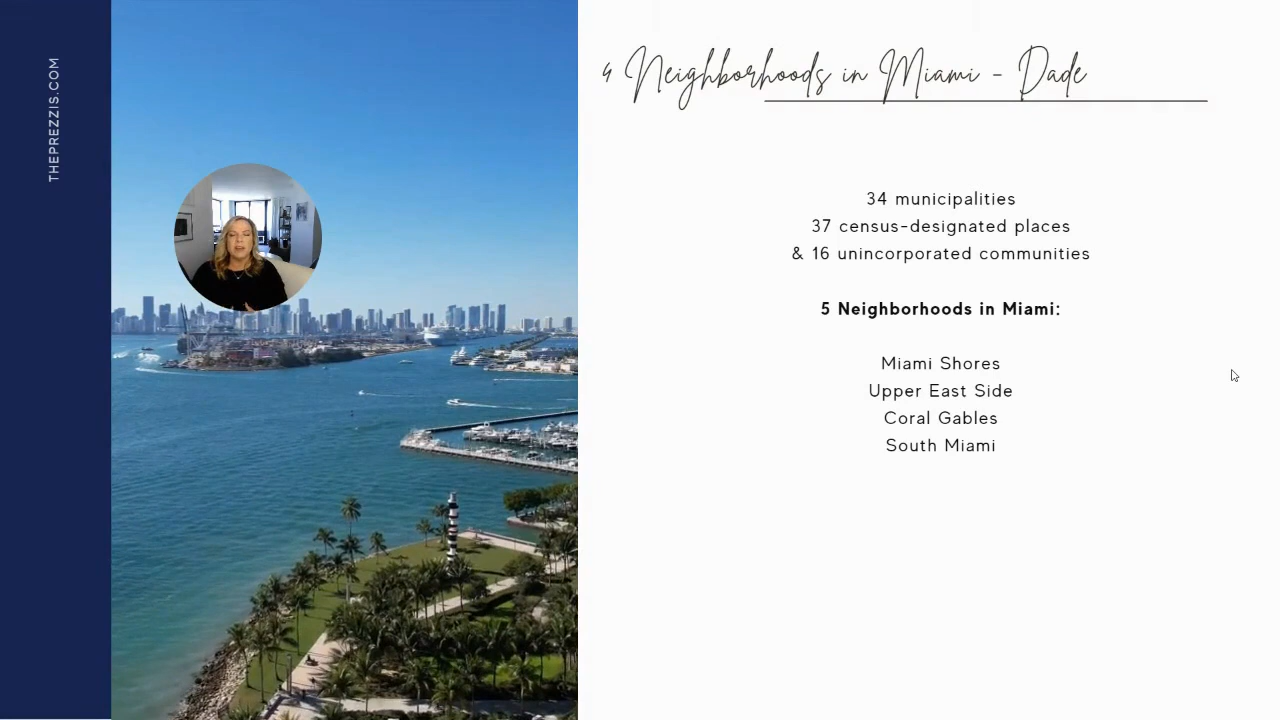 THEPREZZIS.COM
4 Neighborhoods in Miami - Dade
34 municipalities
37 census-designated places
& 16 unincorporated communities
5 Neighborhoods in Miami:
Miami Shores
Upper East Side
Coral Gables
South Miami